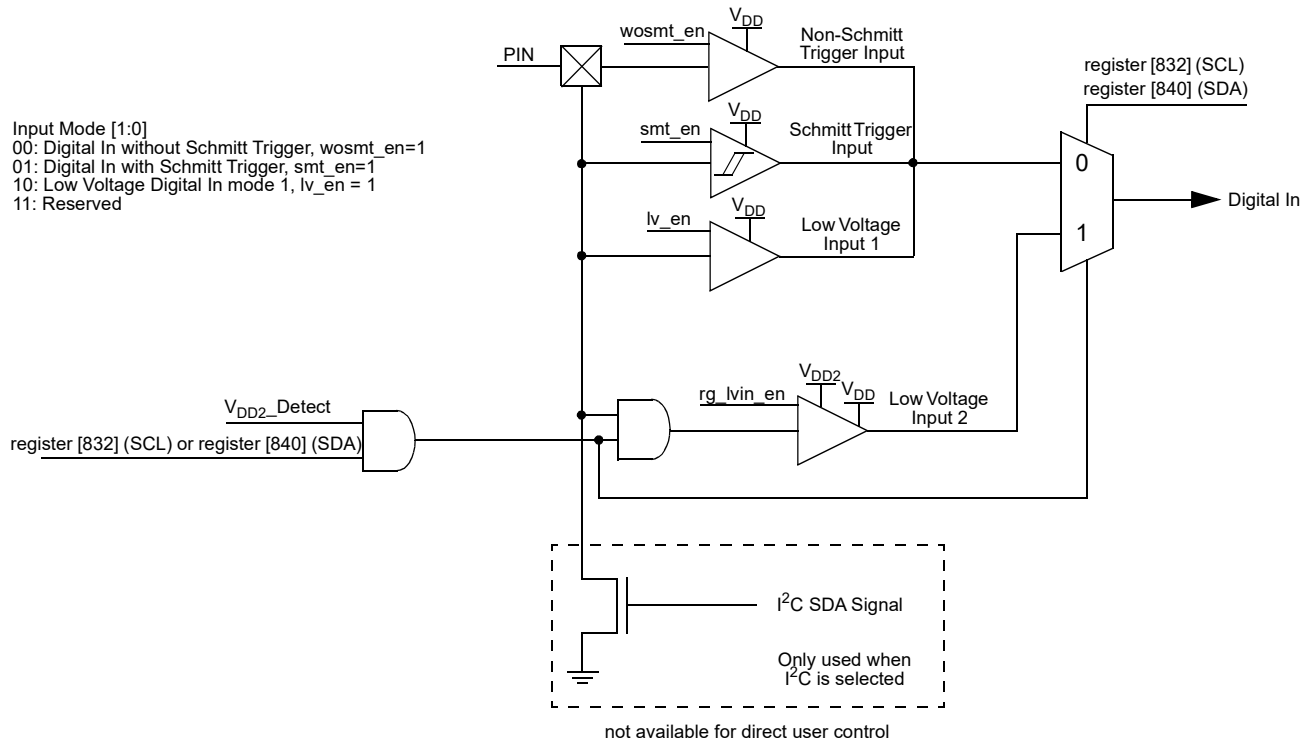 wosmt_en
VDD
PIN
Non-Schmitt
Trigger Input
register [832] (SCL)
register [840] (SDA)
Input Mode [1:0]
00: Digital In without Schmitt Trigger, wosmt_en=1
01: Digital In with Schmitt Trigger, smt_en=1
10: Low Voltage Digital In mode 1, lv_en = 1
11: Reserved
smt_en
VDD
Schmitt Trigger
Input
0
lv_en
VDD
Low Voltage
Input 1
1
Digital In
VDD2_Detect
register [832] (SCL) or register [840] (SDA)
rg_lvin_en
VDD2
VDD
Low Voltage
Input 2
I2C SDA Signal
Only used when
I2C is selected
not available for direct user control